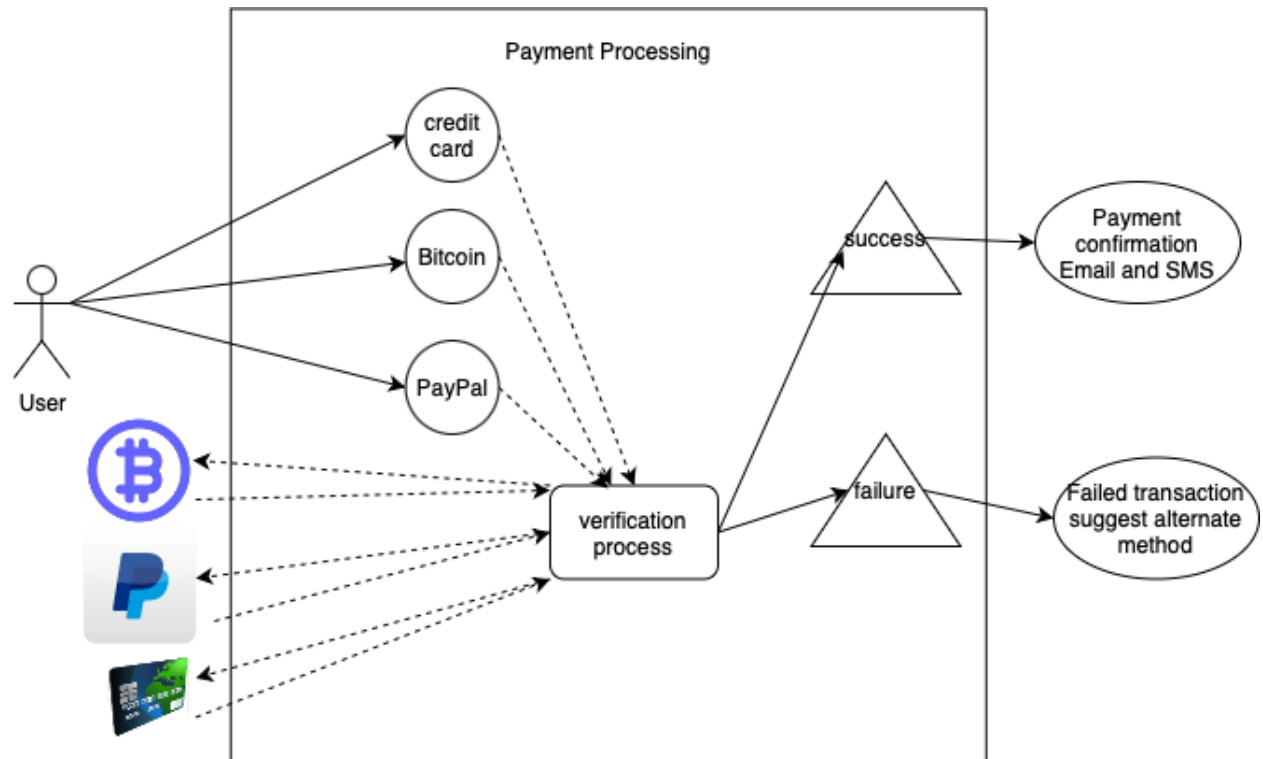 Payment Processing
credit
card
Bitcoin
PayPal
User
verification
process
success
failure
Payment
confirmation
Email and SMS
Failed transaction
suggest alternate
method